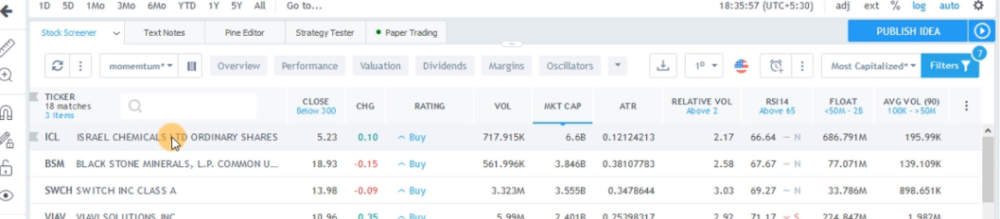 1D 5D 1Mo 3Mo 6Mo YTD 1Y 5Y All Go to... 18:35:57 (UTC+5:30) adj ext % log auto
Stock Screener Text Notes Pine Editor Strategy Tester Paper Trading PUBLISH IDEA
7
momemtum* Overview Performance Valuation Dividends Margins Oscillators 1D Most Capitalized* Filters
TICKER
18 matches
3 items
CLOSE
Below 300
CHG RATING VOL MKT CAP ATR
RELATIVE VOL
Above 2
RSI14
Above 65
FLOAT
<50M - 2B
AVG VOL (90)
100K - >50M
ICL ISRAEL CHEMICALS LTD ORDINARY SHARES 5.23 0.10 Buy 717.915K 6.6B 0.12124213 2.17 66.64 — N 686.791M 195.99K
BSM BLACK STONE MINERALS, L.P. COMMON U... 18.93 -0.15 Buy 561.996K 3.846B 0.38107783 2.58 67.67 — N 77.071M 139.109K
SWCH SWITCH INC CLASS A 13.98 -0.09 Buy 3.323M 3.555B 0.3478644 3.03 69.27 — N 33.786M 898.651K
VIAV VIAVI SOLUTIONS INC 10.96 0.35 Buy 5.99M 2.401B 0.25398317 2.92 71.17 S 224.847M 1.982M